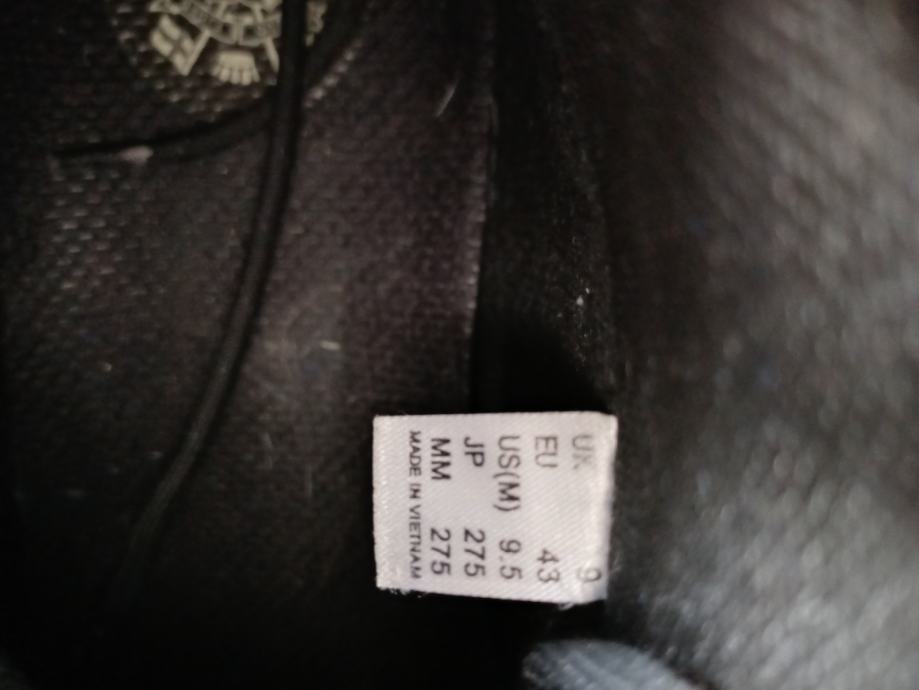 UK 9
EU 43
US(M) 9.5
JP 275
MM 275
MADE IN VIETNAM